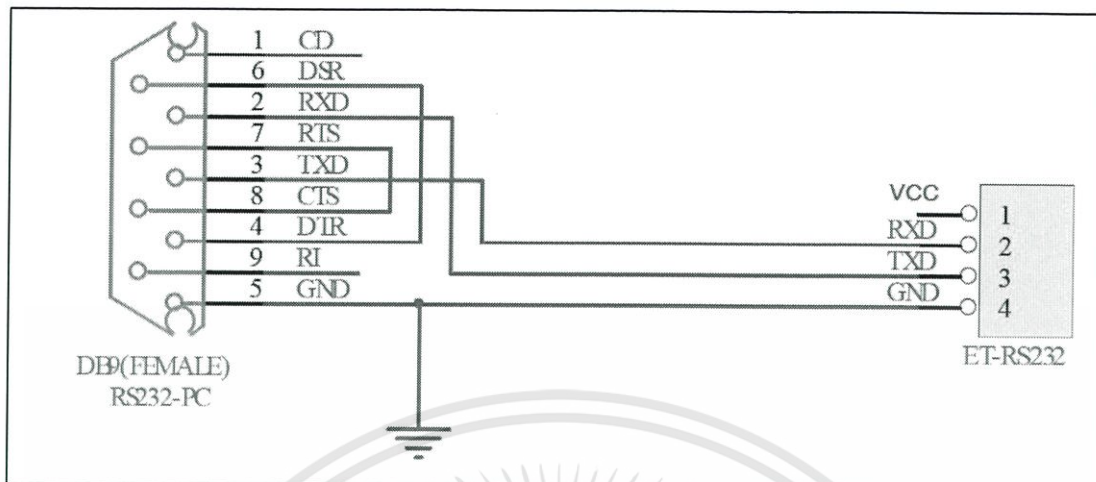 1 CD
6 DSR
2 RXD
7 RTS
3 TXD
8 CTS
4 DTR
9 RI
5 GND
DB9(FEMALE)
RS232-PC
VCC 1
RXD 2
TXD 3
GND 4
ET-RS232